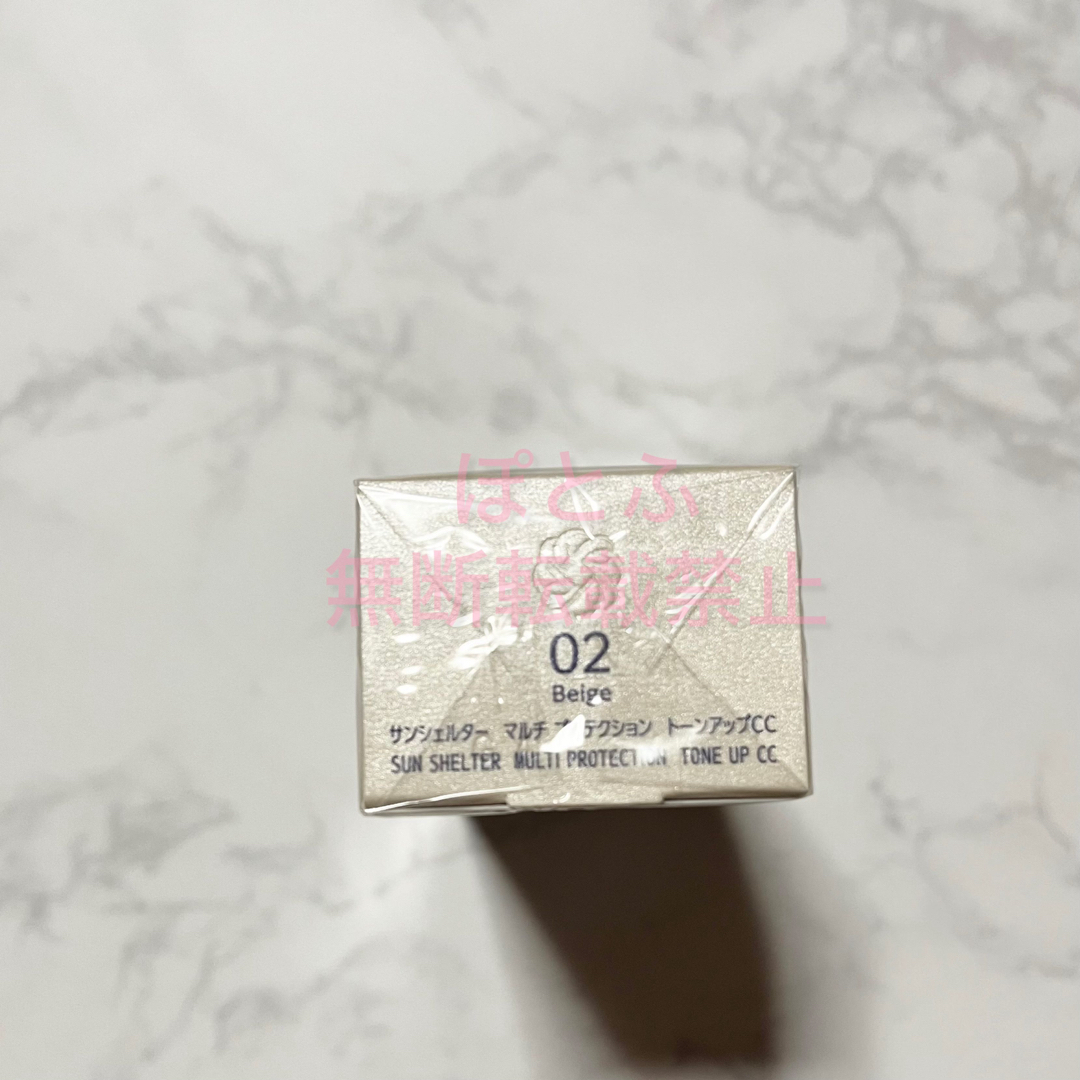 ぽとふ
無断転載禁止
02
Beige
サンシェルター マルチ プロテクション トーンアップCC
SUN SHELTER MULTI PROTECTION TONE UP CC